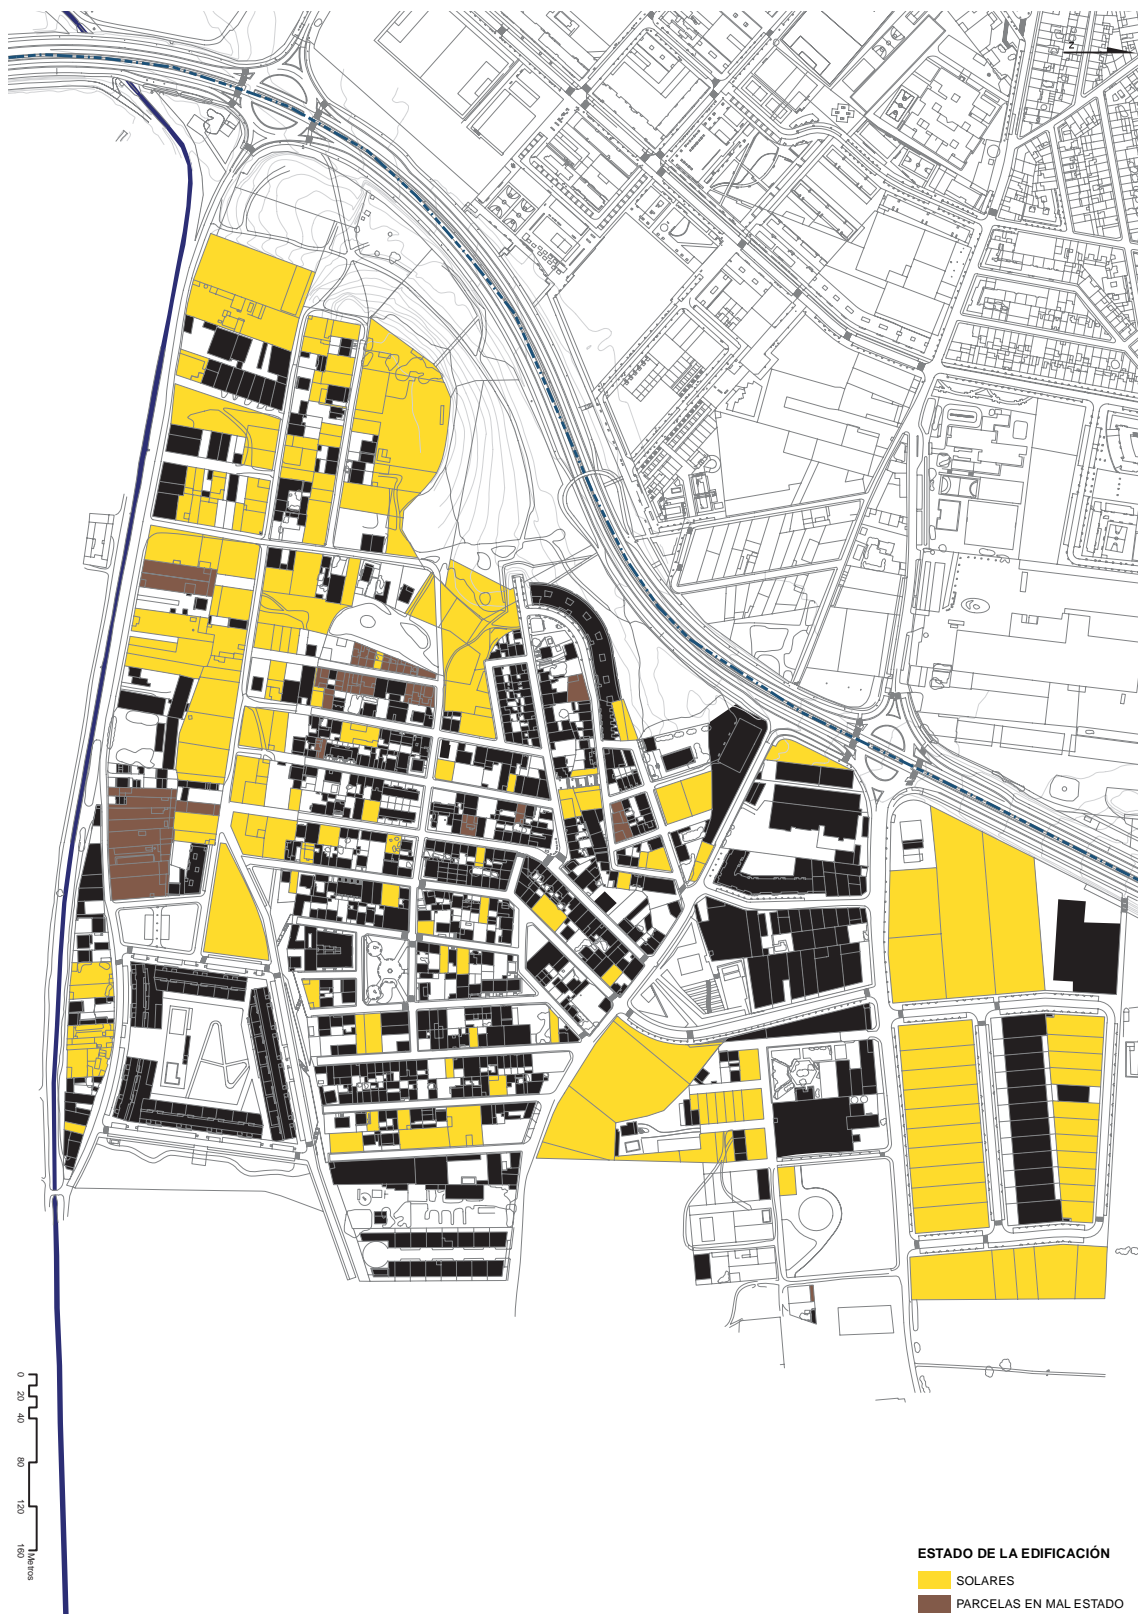 N
0
20
40
80
120
160
Metros
ESTADO DE LA EDIFICACIÓN
SOLARES
PARCELAS EN MAL ESTADO